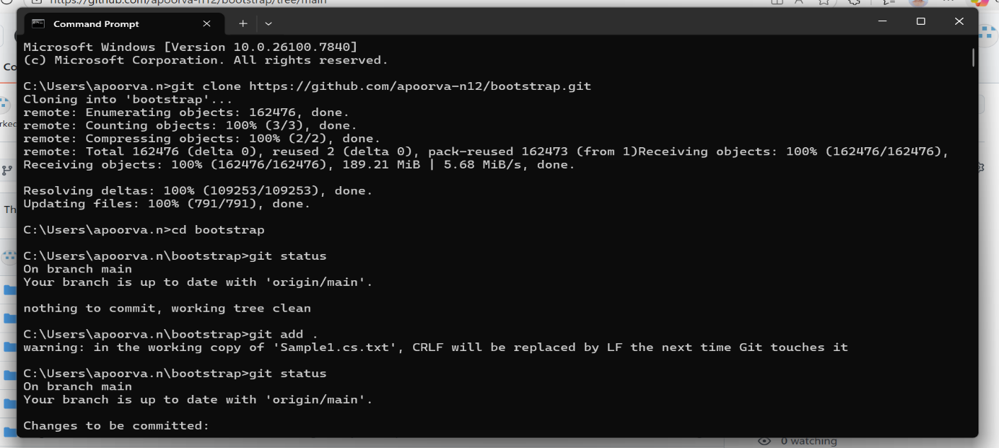 https://github.com/apoorva-n12/bootstrap/tree/main
Command Prompt
Co
Microsoft Windows [Version 10.0.26100.7840]
(c) Microsoft Corporation. All rights reserved.
C:\Users\apoorva.n>git clone https://github.com/apoorva-n12/bootstrap.git
Cloning into 'bootstrap'...
remote: Enumerating objects: 162476, done.
remote: Counting objects: 100% (3/3), done.
rked
remote: Compressing objects: 100% (2/2), done.
remote: Total 162476 (delta 0), reused 2 (delta 0), pack-reused 162473 (from 1)Receiving objects: 100% (162476/162476),
Receiving objects: 100% (162476/162476), 189.21 MiB | 5.68 MiB/s, done.
Resolving deltas: 100% (109253/109253), done.
Updating files: 100% (791/791), done.
Th
C:\Users\apoorva.n>cd bootstrap
C:\Users\apoorva.n\bootstrap>git status
On branch main
Your branch is up to date with 'origin/main'.
nothing to commit, working tree clean
C:\Users\apoorva.n\bootstrap>git add .
warning: in the working copy of 'Sample1.cs.txt', CRLF will be replaced by LF the next time Git touches it
C:\Users\apoorva.n\bootstrap>git status
On branch main
Your branch is up to date with 'origin/main'.
Changes to be committed:
0 watching